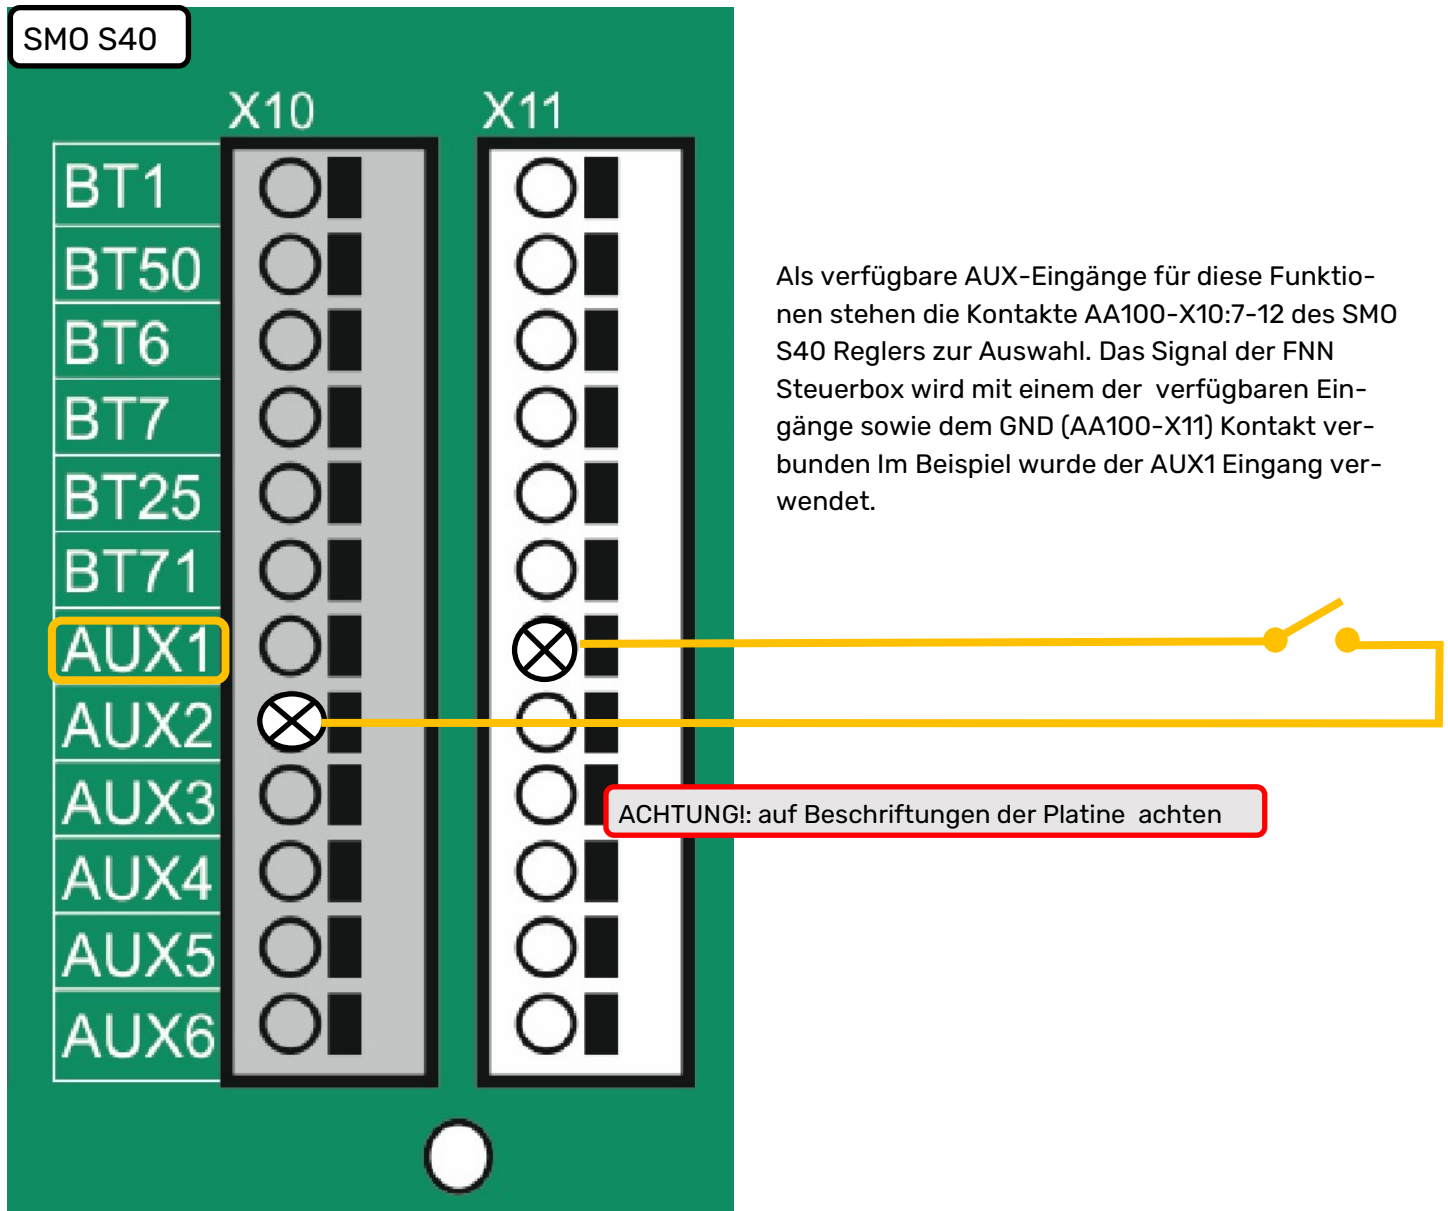 SMO S40
X10 X11
BT1
BT50
BT6
BT7
BT25
BT71
AUX1
AUX2
AUX3
AUX4
AUX5
AUX6
Als verfügbare AUX-Eingänge für diese Funktio-
nen stehen die Kontakte AA100-X10:7-12 des SMO
S40 Reglers zur Auswahl. Das Signal der FNN
Steuerbox wird mit einem der verfügbaren Ein-
gänge sowie dem GND (AA100-X11) Kontakt ver-
bunden Im Beispiel wurde der AUX1 Eingang ver-
wendet.
ACHTUNG!: auf Beschriftungen der Platine achten